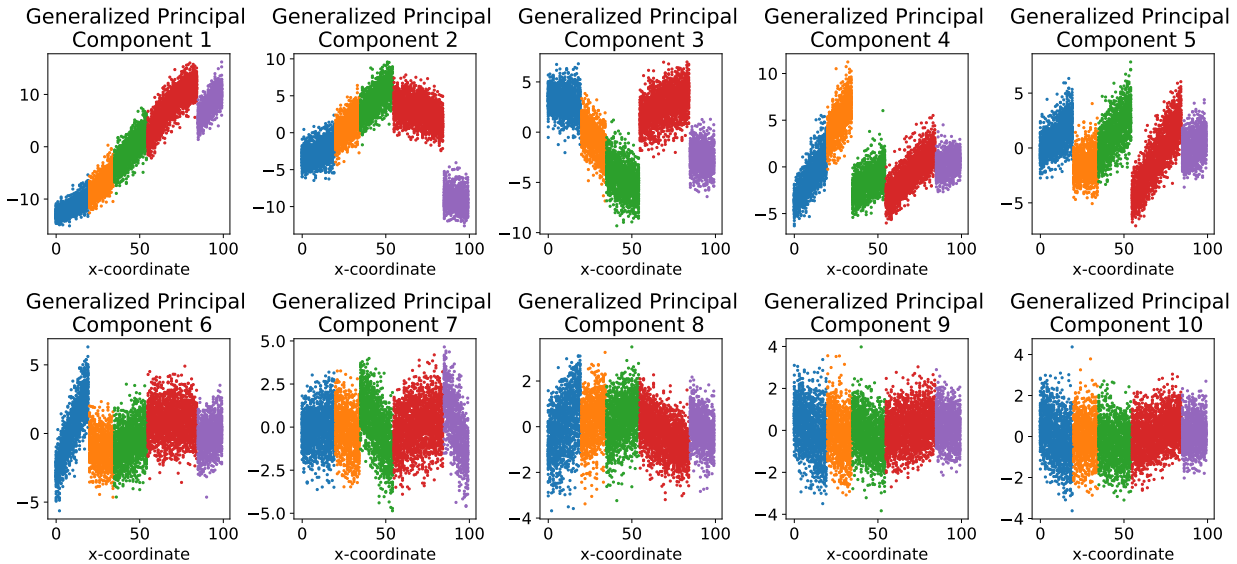 Generalized Principal
Component 1
10
0
−10
0
50
100
x-coordinate
Generalized Principal
Component 2
10
5
0
−5
−10
0
50
100
x-coordinate
Generalized Principal
Component 3
5
0
−5
−10
0
50
100
x-coordinate
Generalized Principal
Component 4
10
5
0
−5
0
50
100
x-coordinate
Generalized Principal
Component 5
5
0
−5
0
50
100
x-coordinate
Generalized Principal
Component 6
5
0
−5
0
50
100
x-coordinate
Generalized Principal
Component 7
5.0
2.5
0.0
−2.5
−5.0
0
50
100
x-coordinate
Generalized Principal
Component 8
2
0
−2
−4
0
50
100
x-coordinate
Generalized Principal
Component 9
4
2
0
−2
−4
0
50
100
x-coordinate
Generalized Principal
Component 10
4
2
0
−2
−4
0
50
100
x-coordinate